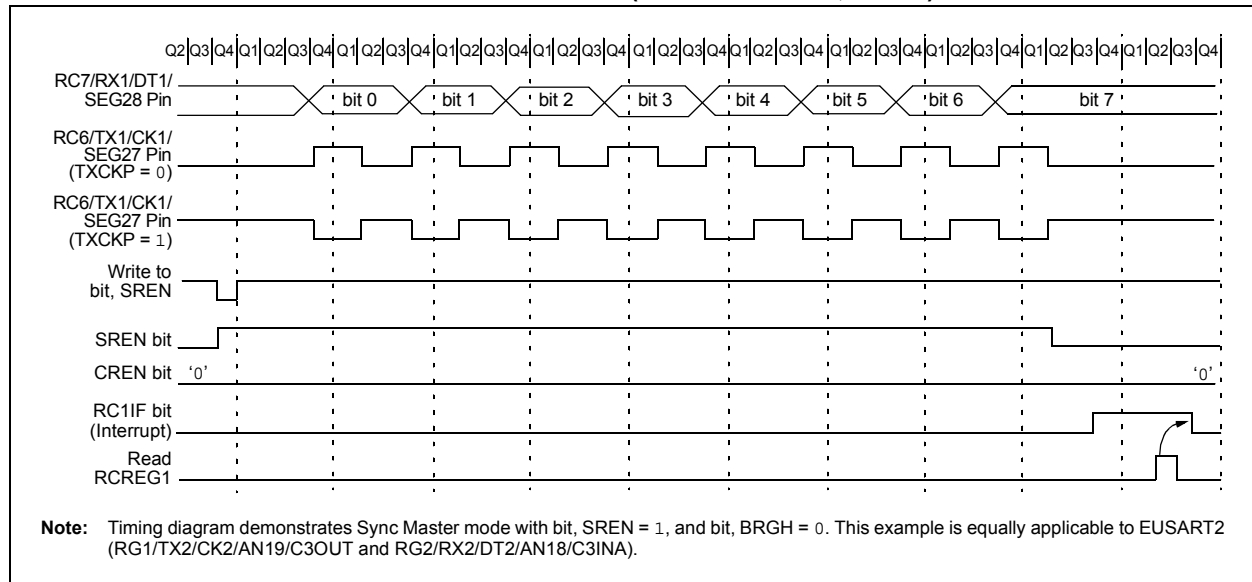 Q2 Q3 Q4 Q1 Q2 Q3 Q4 Q1 Q2 Q3 Q4 Q1 Q2 Q3 Q4 Q1 Q2 Q3 Q4 Q1 Q2 Q3 Q4 Q1 Q2 Q3 Q4 Q1 Q2 Q3 Q4 Q1 Q2 Q3 Q4 Q1 Q2 Q3 Q4
RC7/RX1/DT1/
SEG28 Pin bit 0 bit 1 bit 2 bit 3 bit 4 bit 5 bit 6 bit 7
RC6/TX1/CK1/
SEG27 Pin
(TXCKP = 0)
RC6/TX1/CK1/
SEG27 Pin
(TXCKP = 1)
Write to
bit, SREN
SREN bit
CREN bit ‘0’ ‘0’
RC1IF bit
(Interrupt)
Read
RCREG1
Note: Timing diagram demonstrates Sync Master mode with bit, SREN = 1, and bit, BRGH = 0. This example is equally applicable to EUSART2
(RG1/TX2/CK2/AN19/C3OUT and RG2/RX2/DT2/AN18/C3INA).